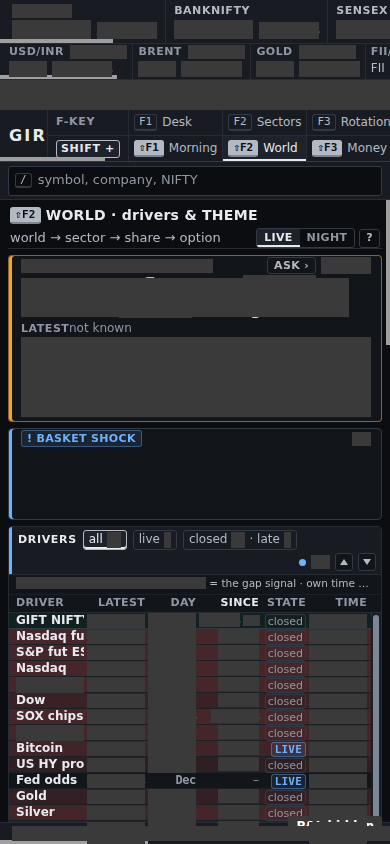 BANKNIFTY SENSEX
USD/INR BRENT GOLD FII/
FII
GIR F-KEY F1 Desk F2 Sectors F3 Rotation
SHIFT + ⇧F1 Morning ⇧F2 World ⇧F3 Money
/ symbol, company, NIFTY
⇧F2 WORLD · drivers & THEME
world → sector → share → option LIVE NIGHT ?
ASK ›
LATEST not known
! BASKET SHOCK
DRIVERS all live closed · late
= the gap signal · own time ...
DRIVER LATEST DAY SINCE STATE TIME
GIFT NIFTY closed
Nasdaq fu closed
S&P fut ES closed
Nasdaq closed
closed
Dow closed
SOX chips closed
closed
Bitcoin LIVE
US HY pro closed
Fed odds Dec – LIVE
Gold closed
Silver closed